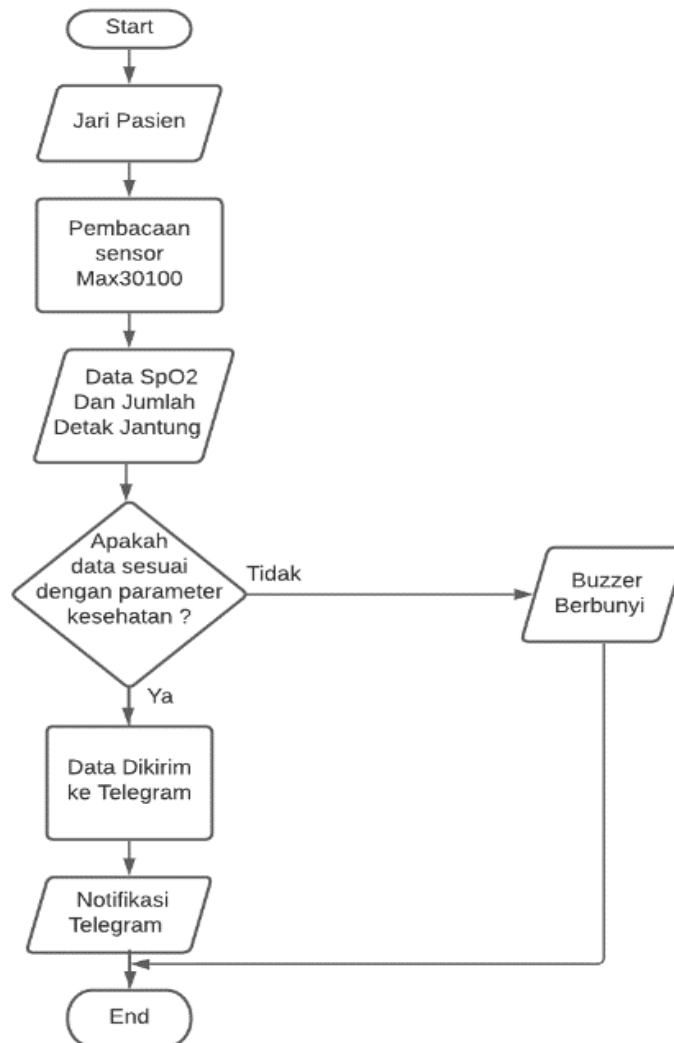 Start
Jari Pasien
Pembacaan
sensor
Max30100
Data SpO2
Dan Jumlah
Detak Jantung
Apakah
data sesuai
dengan parameter
kesehatan ?
Tidak
Buzzer
Berbunyi
Ya
Data Dikirim
ke Telegram
Notifikasi
Telegram
End